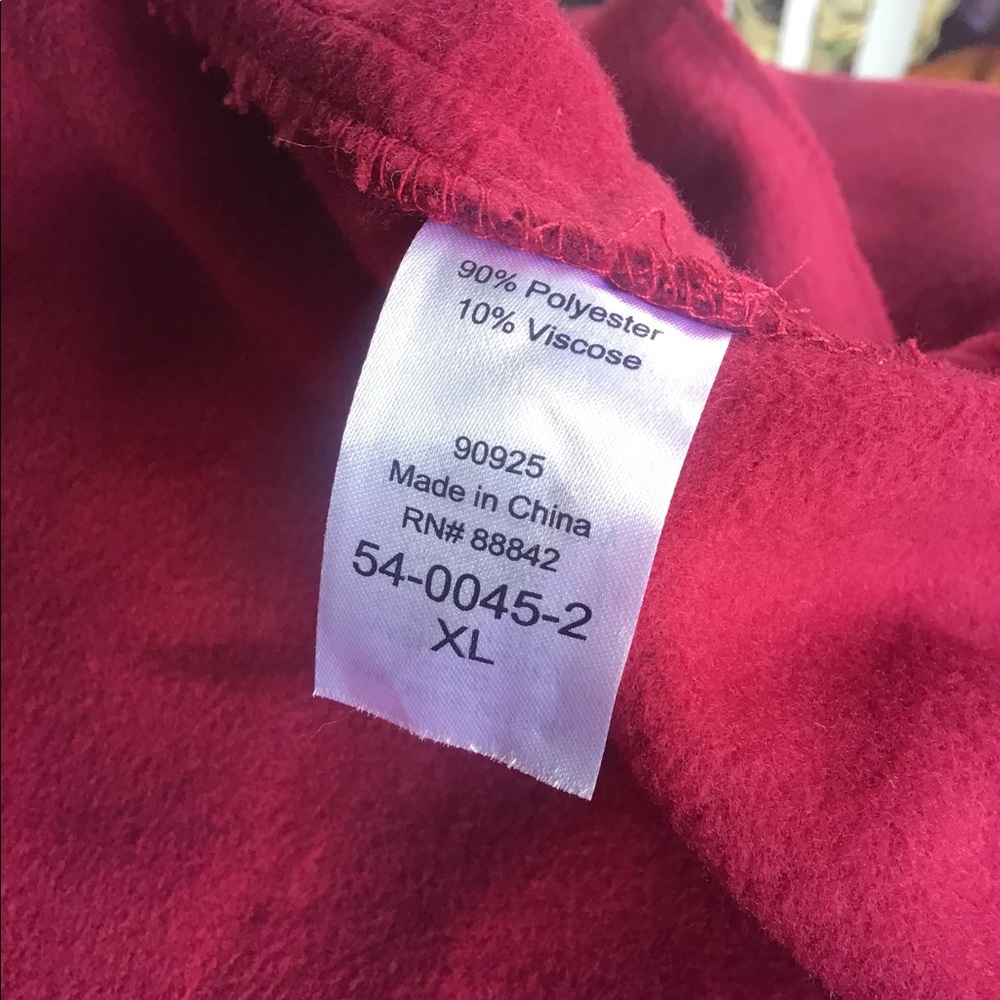 90% Polyester
10% Viscose
90925
Made in China
RN# 88842
54-0045-2
XL